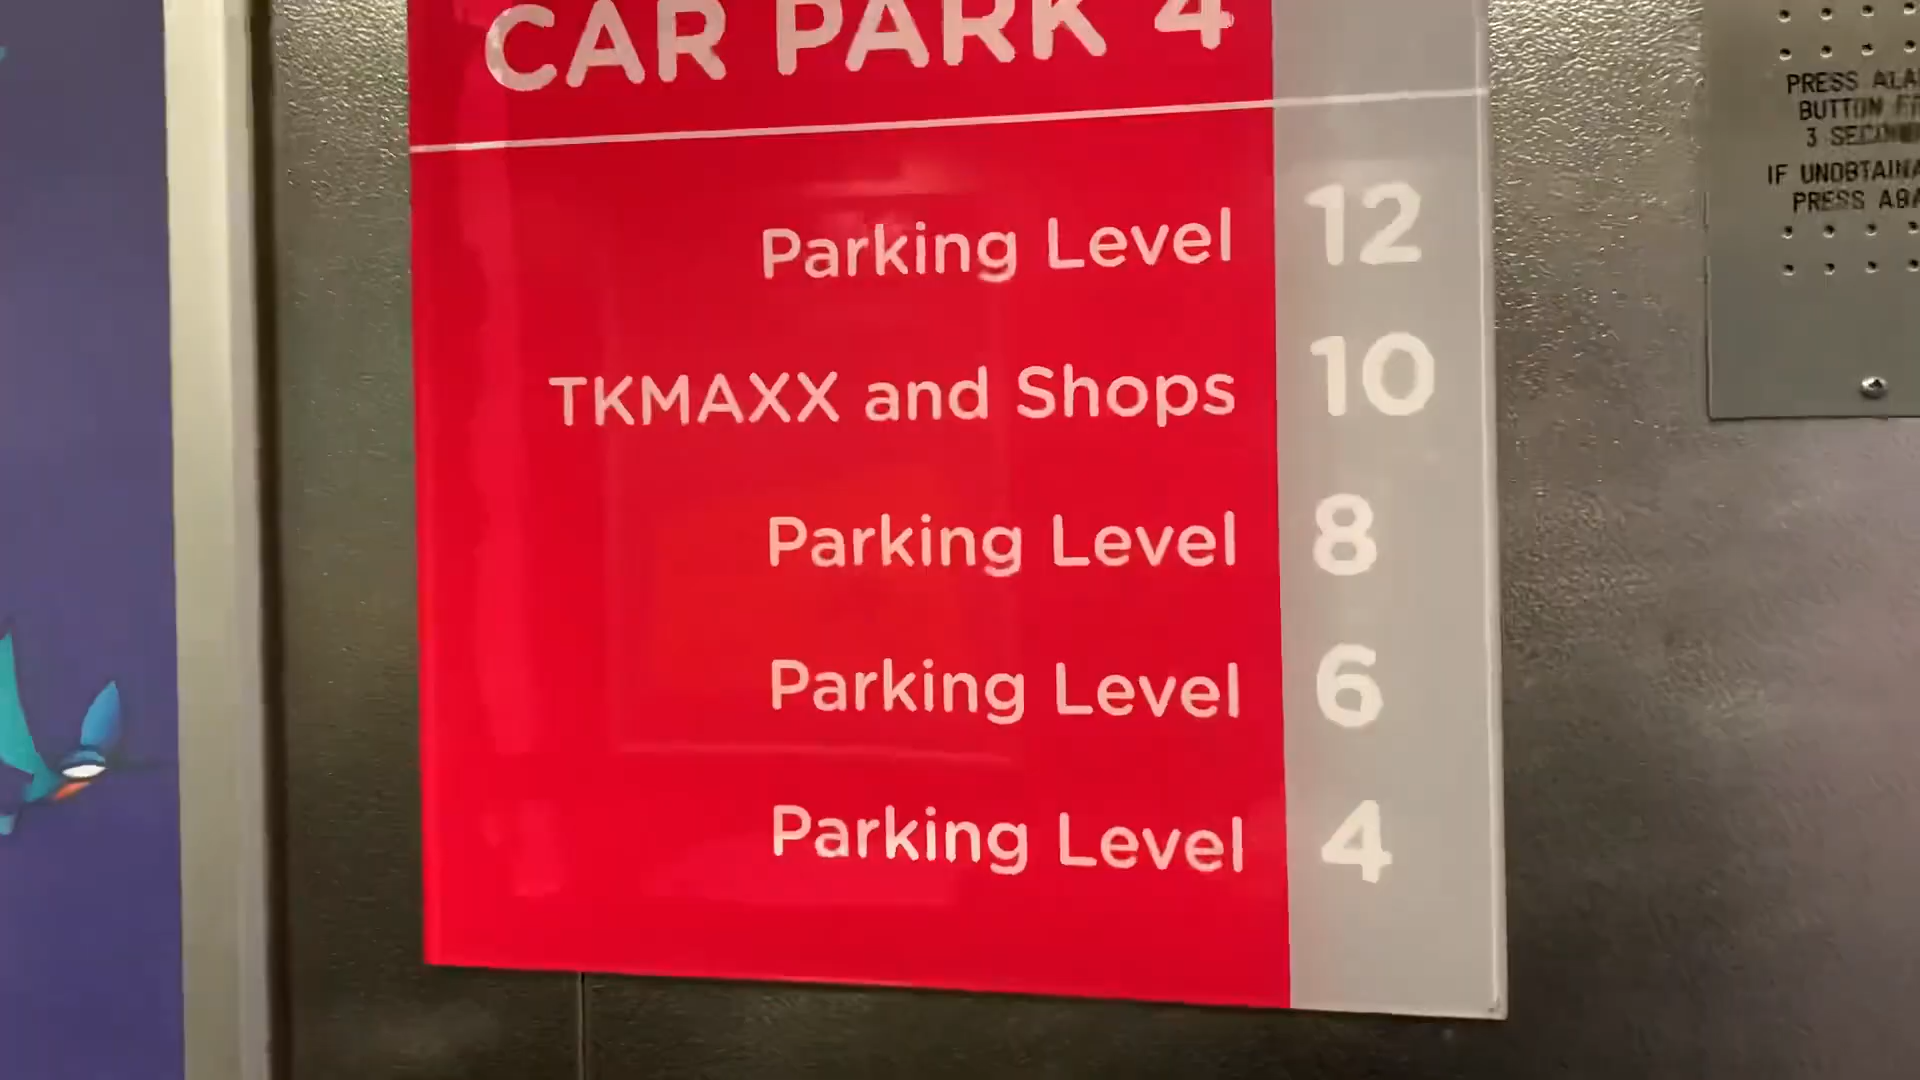 CAR PARK 4
Parking Level 12
TKMAXX and Shops 10
Parking Level 8
Parking Level 6
Parking Level 4
PRESS
BUTTON
3
IF
PRESS